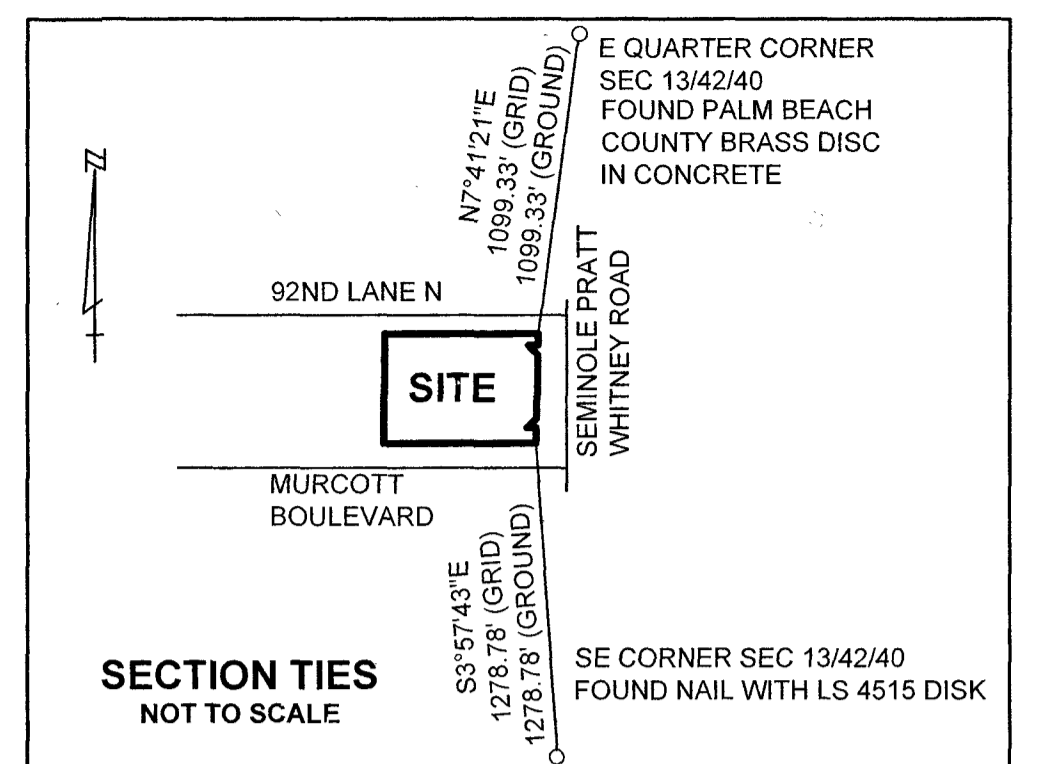 E QUARTER CORNER
SEC 13/42/40
FOUND PALM BEACH
COUNTY BRASS DISC
IN CONCRETE
N7°41'21"E
1099.33' (GRID)
1099.33' (GROUND)
Z
92ND LANE N
SEMINOLE PRATT
WHITNEY ROAD
SITE
MURCOTT
BOULEVARD
S3°57'43"E
1278.78' (GRID)
1278.78' (GROUND)
SECTION TIES
NOT TO SCALE
SE CORNER SEC 13/42/40
FOUND NAIL WITH LS 4515 DISK